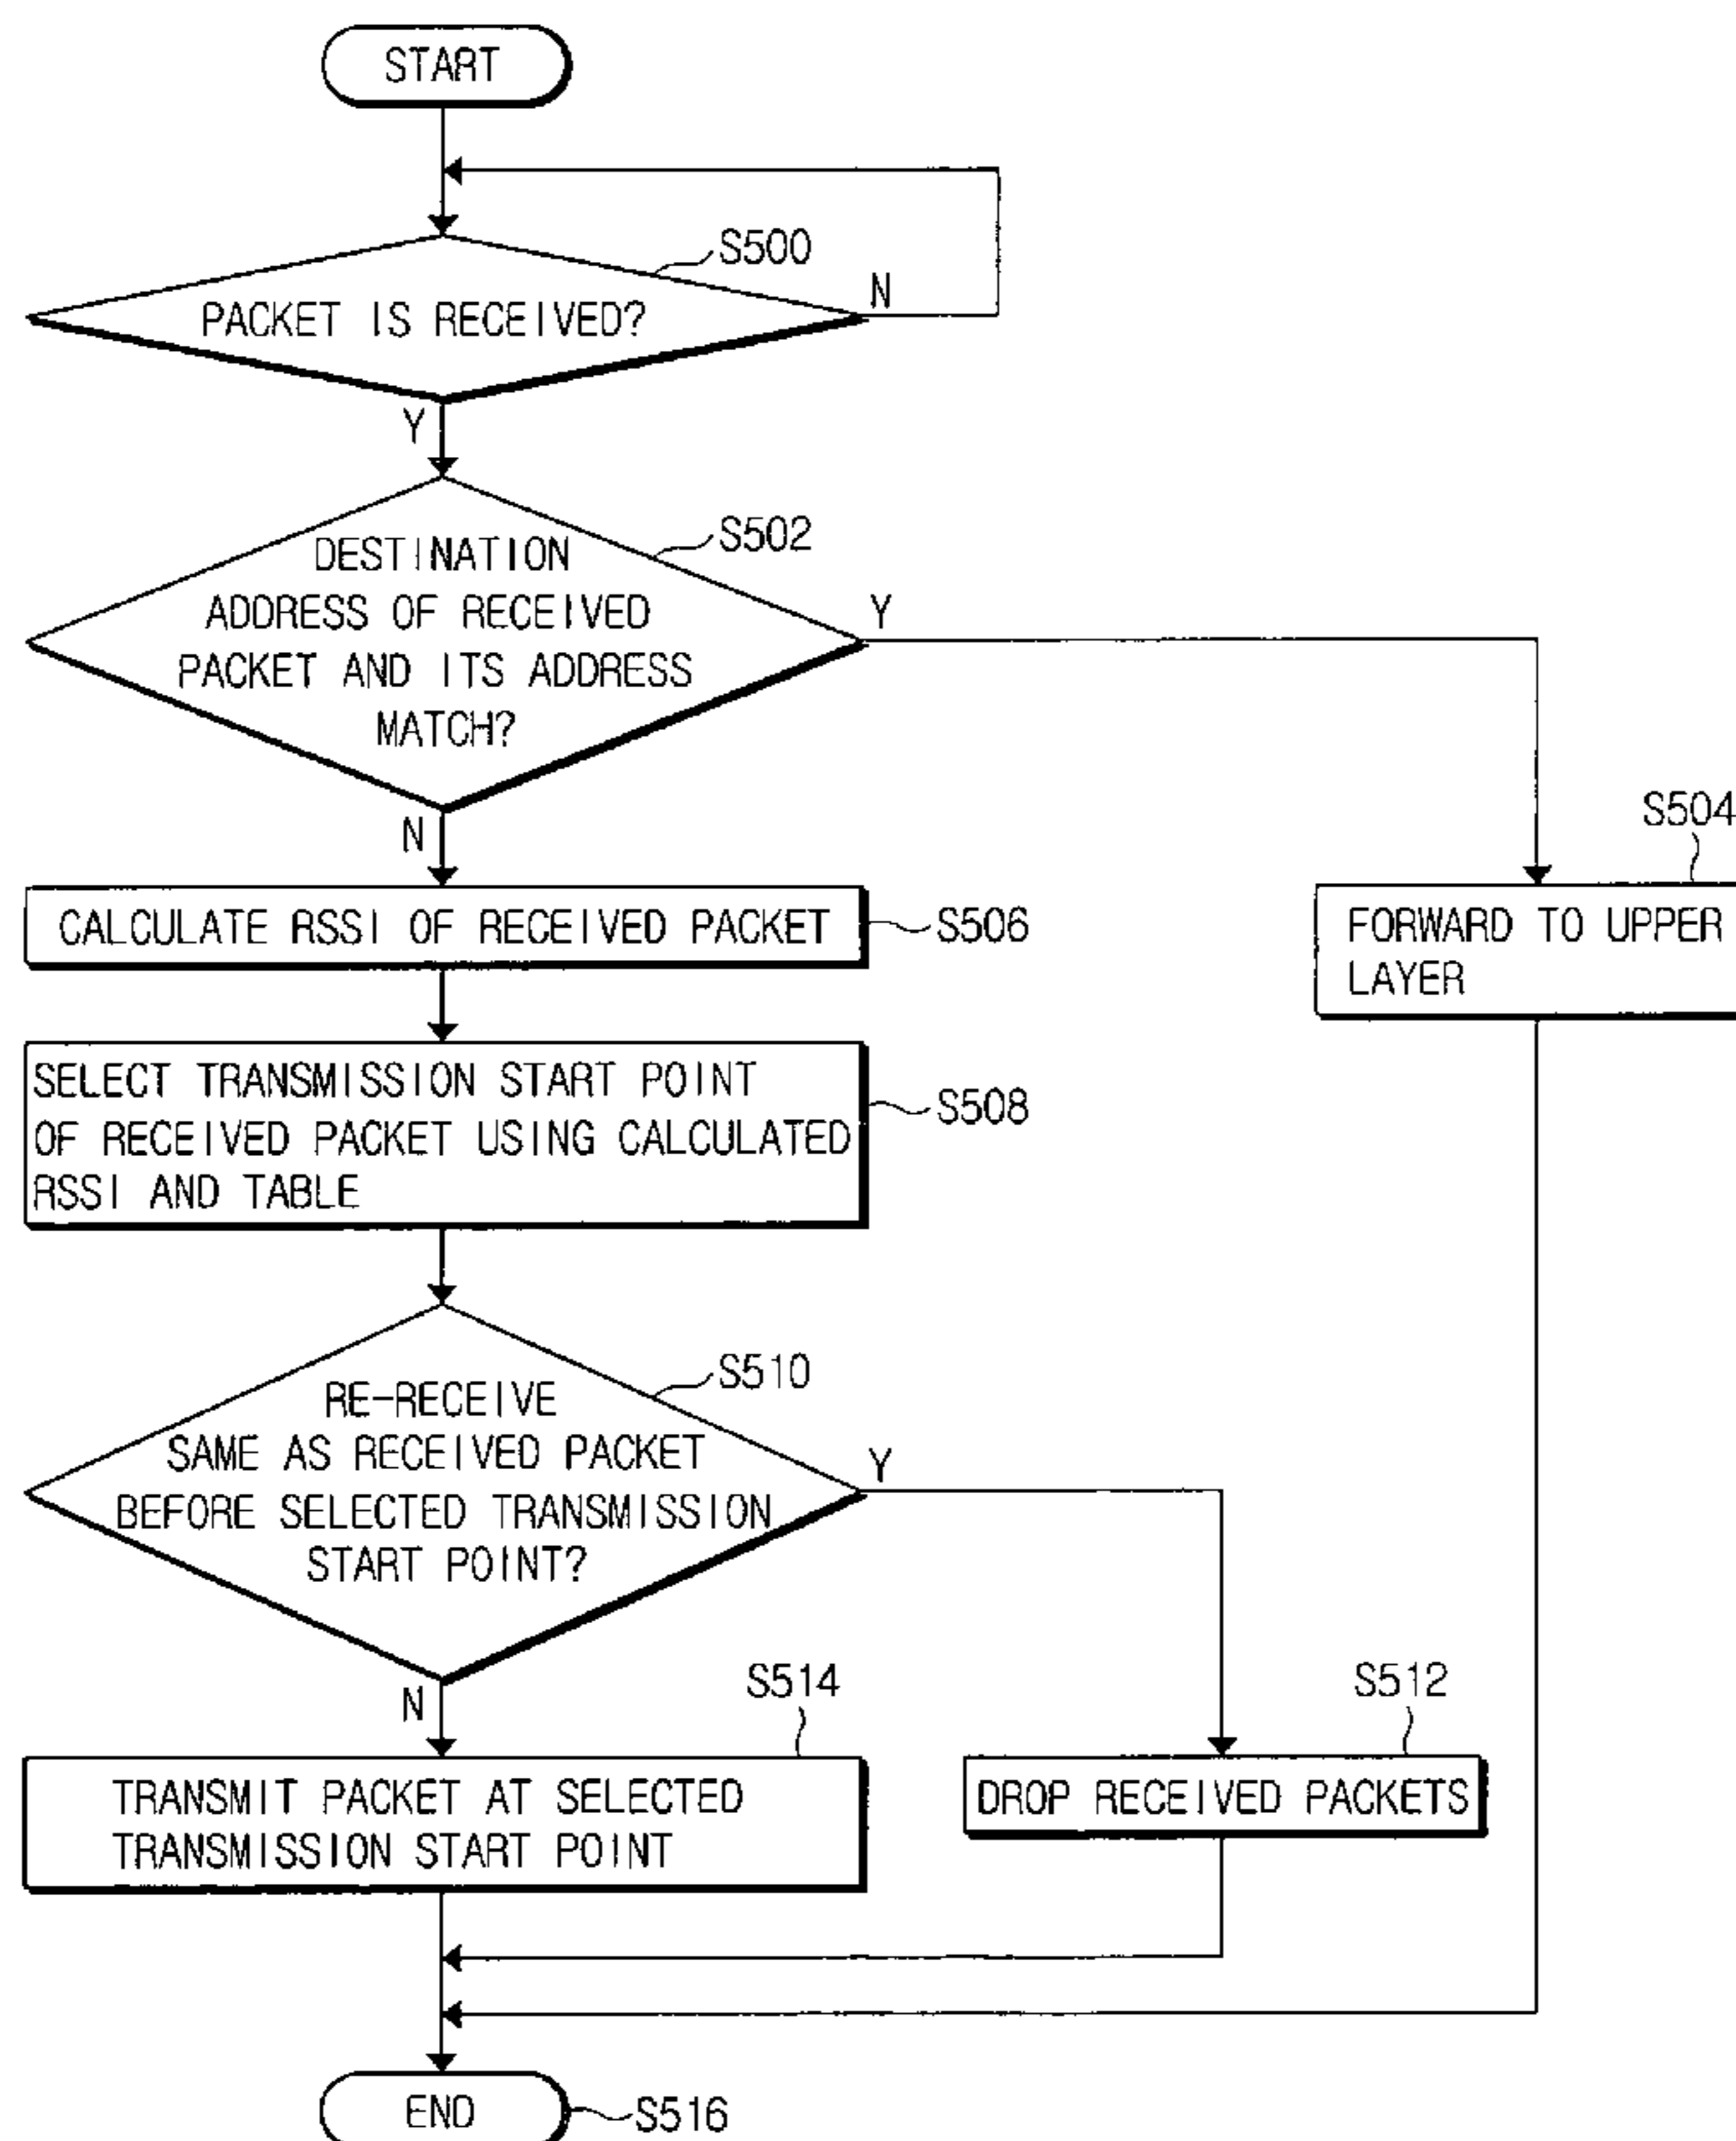 START
S500
PACKET IS RECEIVED?
N
Y
S502
DESTINATION
ADDRESS OF RECEIVED
PACKET AND ITS ADDRESS
MATCH?
Y
N
S504
FORWARD TO UPPER
LAYER
CALCULATE RSSI OF RECEIVED PACKET
S506
SELECT TRANSMISSION START POINT
OF RECEIVED PACKET USING CALCULATED
RSSI AND TABLE
S508
S510
RE-RECEIVE
SAME AS RECEIVED PACKET
BEFORE SELECTED TRANSMISSION
START POINT?
Y
N
S514
TRANSMIT PACKET AT SELECTED
TRANSMISSION START POINT
S512
DROP RECEIVED PACKETS
END
S516